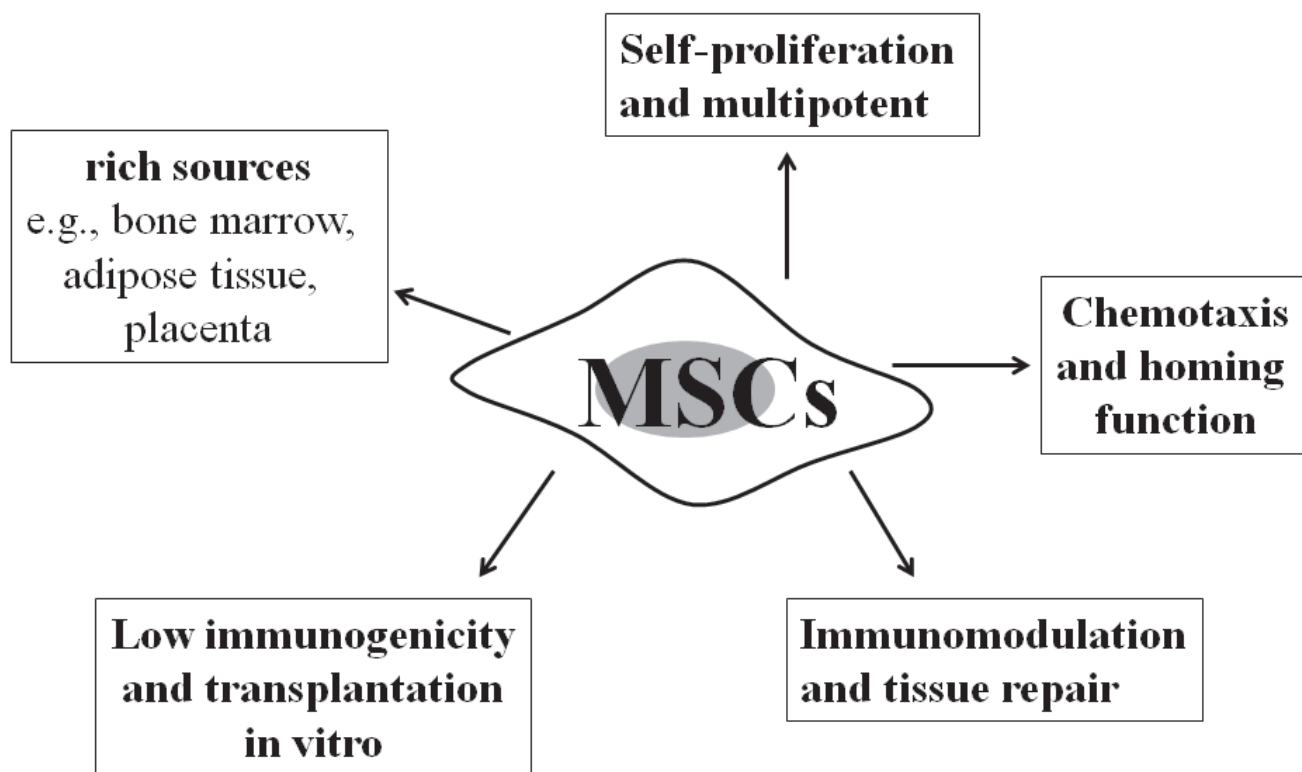 Self-proliferation
and multipotent
rich sources
e.g., bone marrow,
adipose tissue,
placenta
Chemotaxis
and homing
function
MSCs
Low immunogenicity
and transplantation
in vitro
Immunomodulation
and tissue repair